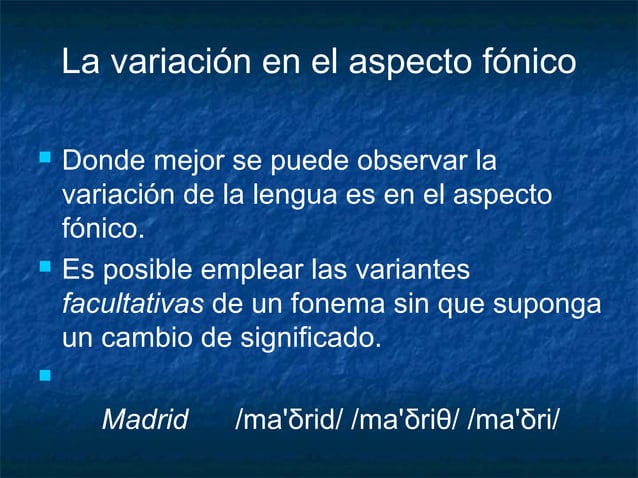 La variación en el aspecto fónico
Donde mejor se puede observar la
variación de la lengua es en el aspecto
fónico.
Es posible emplear las variantes
facultativas de un fonema sin que suponga
un cambio de significado.
Madrid /ma'δrid/ /ma'δriθ/ /ma'δri/